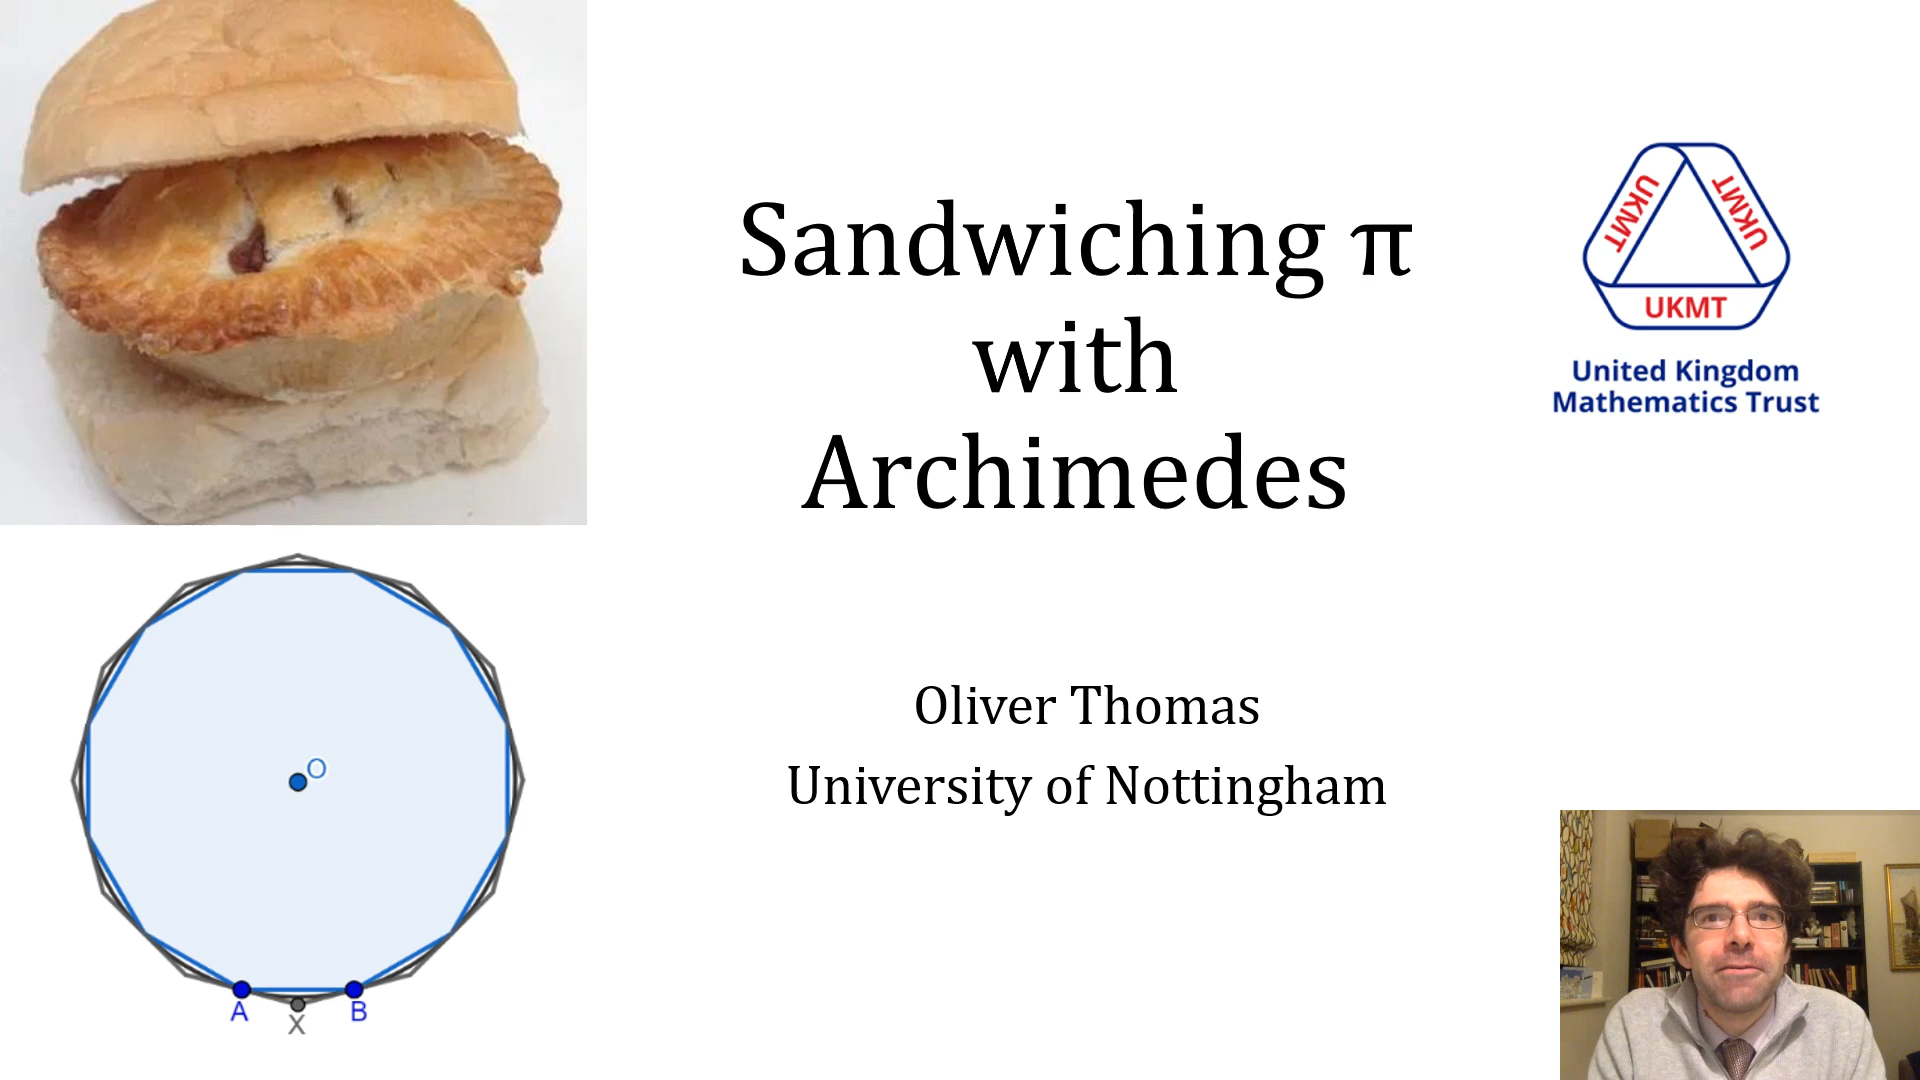 Sandwiching π
with
Archimedes
Oliver Thomas
University of Nottingham
UKMT
UKMT
UKMT
United Kingdom
Mathematics Trust
O
A
X
B